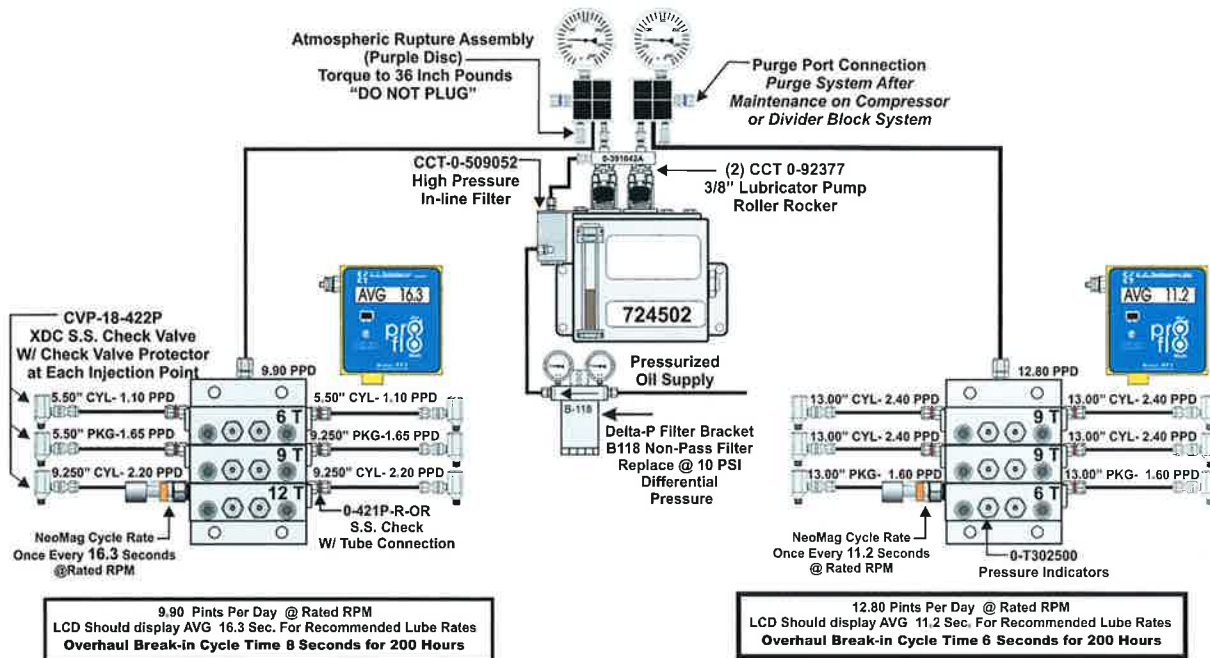 Atmospheric Rupture Assembly
(Purple Disc)
Torque to 36 Inch Pounds
"DO NOT PLUG"
Purge Port Connection
Purge System After
Maintenance on Compressor
or Divider Block System
CCT-0-509052
High Pressure
In-line Filter
0-391042A
(2) CCT 0-92377
3/8" Lubricator Pump
Roller Rocker
724502
AVG 16.3
CVP-18-422P
XDC S.S. Check Valve
W/ Check Valve Protector
at Each Injection Point
9.90 PPD
5.50" CYL- 1.10 PPD
5.50" CYL- 1.10 PPD
6 T
5.50" PKG-1.65 PPD
9.250" PKG-1.65 PPD
9 T
9.250" CYL- 2.20 PPD
9.250" CYL- 2.20 PPD
12 T
NeoMag Cycle Rate
Once Every 16.3 Seconds
@Rated RPM
0-421P-R-OR
S.S. Check
W/ Tube Connection
Pressurized
Oil Supply
B-118
Delta-P Filter Bracket
B118 Non-Pass Filter
Replace @ 10 PSI
Differential
Pressure
AVG 11.2
12.80 PPD
13.00" CYL- 2.40 PPD
13.00" CYL- 2.40 PPD
9 T
13.00" CYL- 2.40 PPD
13.00" CYL- 2.40 PPD
9 T
13.00" PKG- 1.60 PPD
13.00" PKG- 1.60 PPD
6 T
NeoMag Cycle Rate
Once Every 11.2 Seconds
@ Rated RPM
0-T302500
Pressure Indicators
9.90 Pints Per Day @ Rated RPM
LCD Should display AVG 16.3 Sec. For Recommended Lube Rates
Overhaul Break-in Cycle Time 8 Seconds for 200 Hours
12.80 Pints Per Day @ Rated RPM
LCD Should display AVG 11.2 Sec. For Recommended Lube Rates
Overhaul Break-in Cycle Time 6 Seconds for 200 Hours